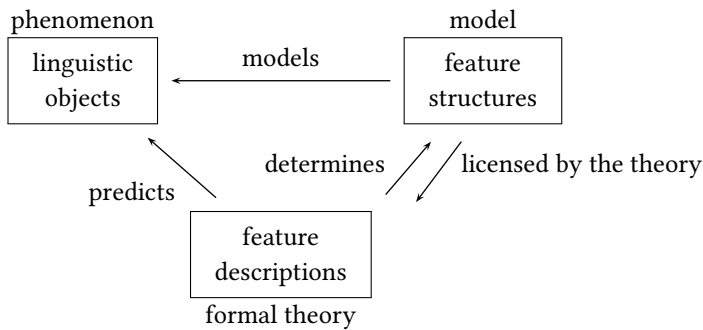 phenomenon
model
linguistic
objects
models
feature
structures
determines
licensed by the theory
predicts
feature
descriptions
formal theory